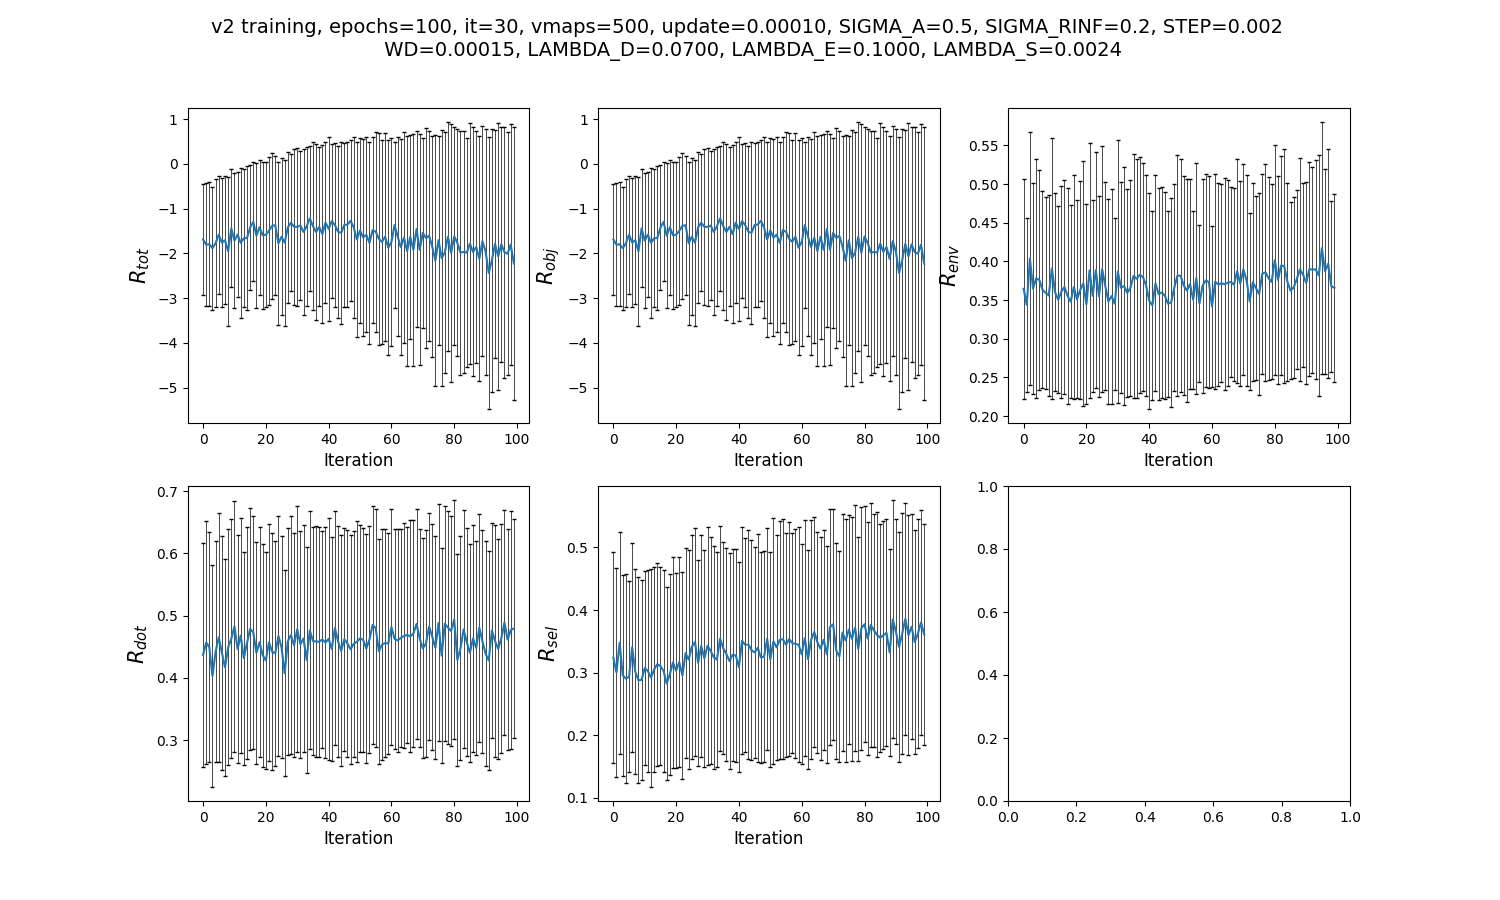 v2 training, epochs=100, it=30, vmaps=500, update=0.00010, SIGMA_A=0.5, SIGMA_RINF=0.2, STEP=0.002
WD=0.00015, LAMBDA_D=0.0700, LAMBDA_E=0.1000, LAMBDA_S=0.0024
1
0
−1
−2
−3
−4
−5
R_tot
0 20 40 60 80 100
Iteration
1
0
−1
−2
−3
−4
−5
R_obj
0 20 40 60 80 100
Iteration
0.55
0.50
0.45
0.40
0.35
0.30
0.25
0.20
R_env
0 20 40 60 80 100
Iteration
0.7
0.6
0.5
0.4
0.3
R_dot
0 20 40 60 80 100
Iteration
0.5
0.4
0.3
0.2
0.1
R_sel
0 20 40 60 80 100
Iteration
1.0
0.8
0.6
0.4
0.2
0.0
0.0 0.2 0.4 0.6 0.8 1.0